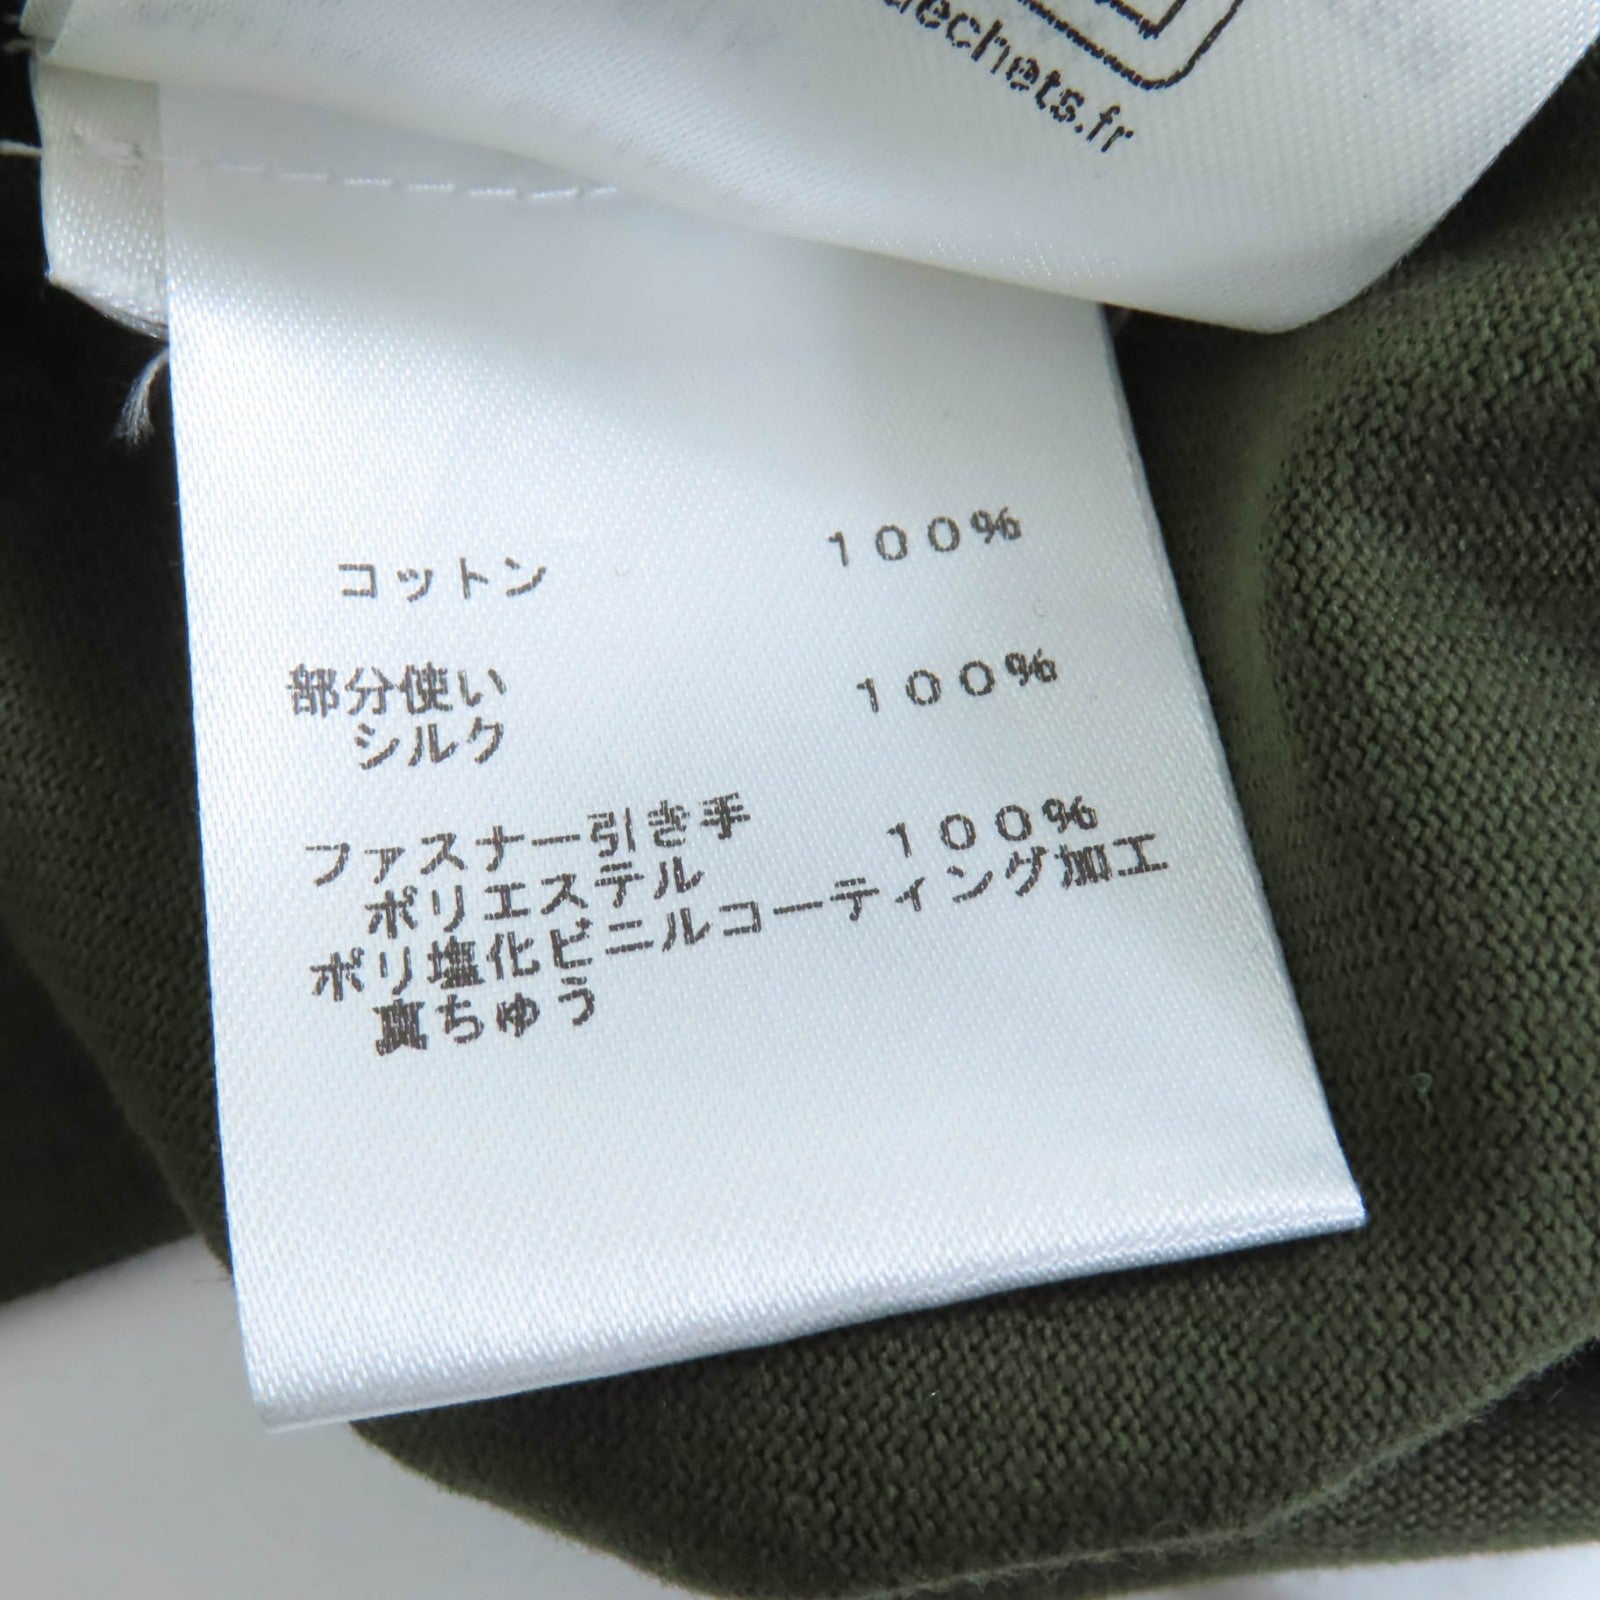 dechets.fr
コットン 100%
部分使い
シルク 100%
ファスナー引き手
ポリエステル 100%
ポリ塩化ビニルコーティング加工
真ちゅう